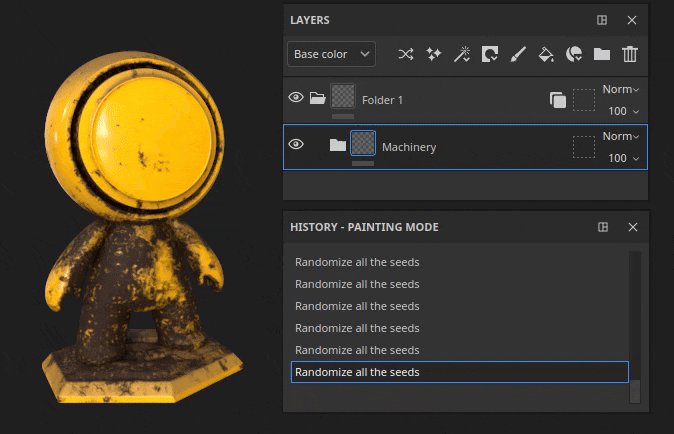 LAYERS
Base color
Folder 1
Norm
100
Machinery
Norm
100
HISTORY - PAINTING MODE
Randomize all the seeds
Randomize all the seeds
Randomize all the seeds
Randomize all the seeds
Randomize all the seeds
Randomize all the seeds